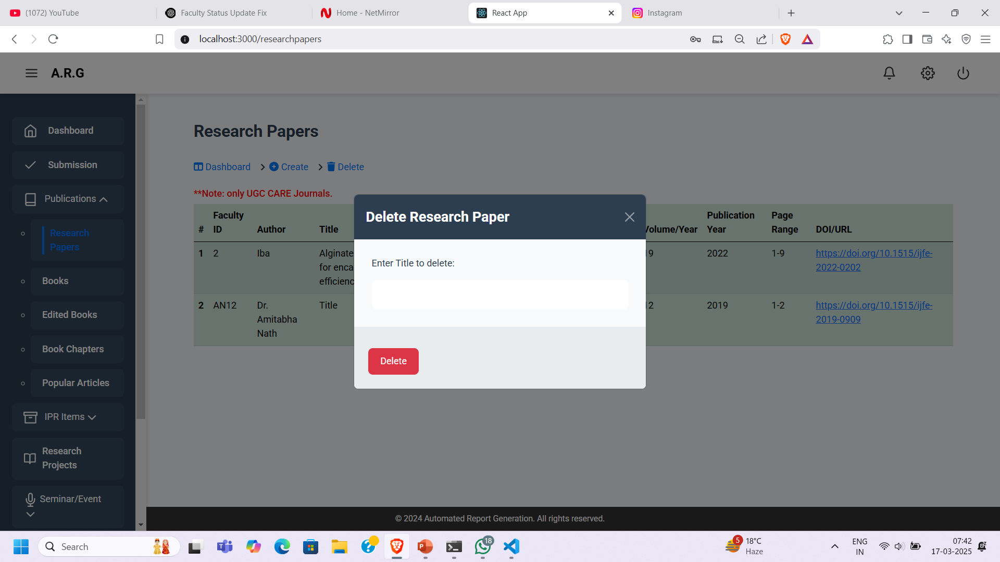 (1072) YouTube
Faculty Status Update Fix
Home - NetMirror
React App
Instagram
localhost:3000/researchpapers
A.R.G
Dashboard
Submission
Publications
Research
Papers
Books
Edited Books
Book Chapters
Popular Articles
IPR Items
Research
Projects
Seminar/Event
Research Papers
Dashboard > Create > Delete
**Note: only UGC CARE Journals.
# Faculty ID Author Title Volume/Year Publication Year Page Range DOI/URL
1 2 Iba Alginate 19 2022 1-9 https://doi.org/10.1515/ijfe-
for enca 2022-0202
efficienc
2 AN12 Dr. Title 12 2019 1-2 https://doi.org/10.1515/ijfe-
Amitabha 2019-0909
Nath
Delete Research Paper
Enter Title to delete:
Delete
© 2024 Automated Report Generation. All rights reserved.
Search
18
5
18°C
Haze
ENG
IN
07:42
17-03-2025